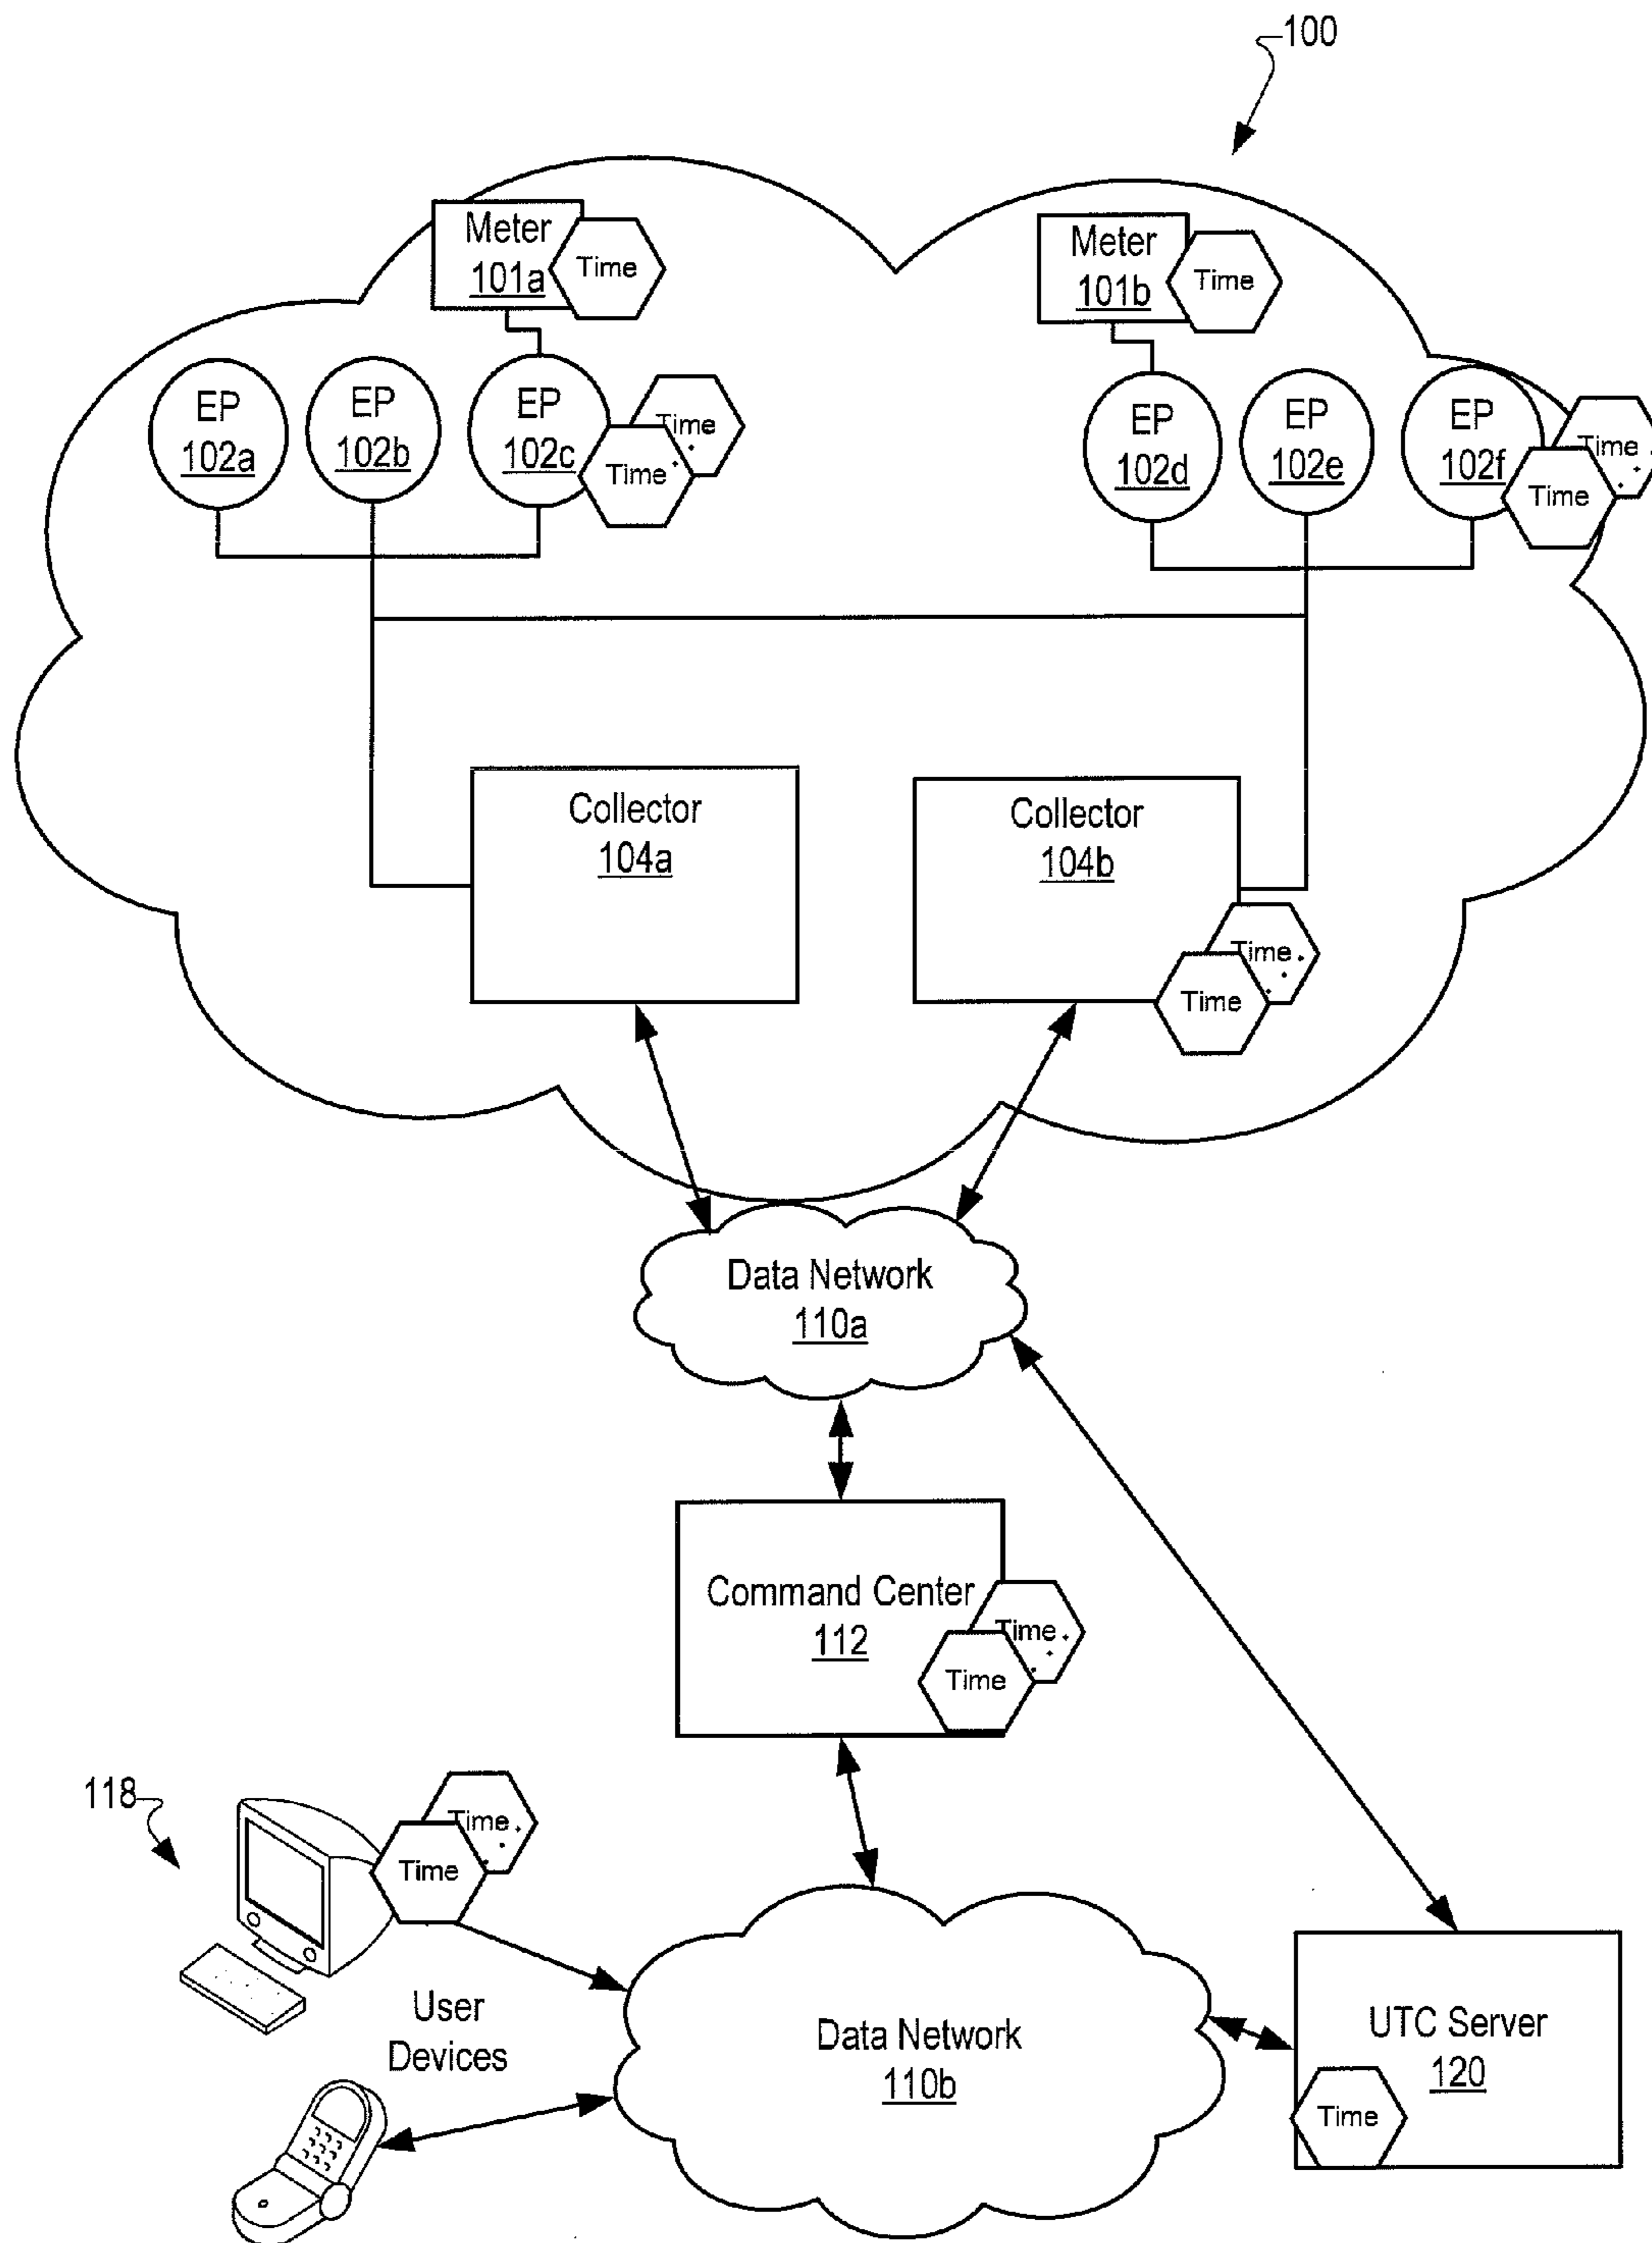 100
Meter
101a
Time
Meter
101b
Time
EP
102a
EP
102b
EP
102c
Time
Time
EP
102d
EP
102e
EP
102f
Time
Time
Collector
104a
Collector
104b
Time
Time
Data Network
110a
Command Center
112
Time
Time
118
Time
Time
User
Devices
Data Network
110b
UTC Server
120
Time